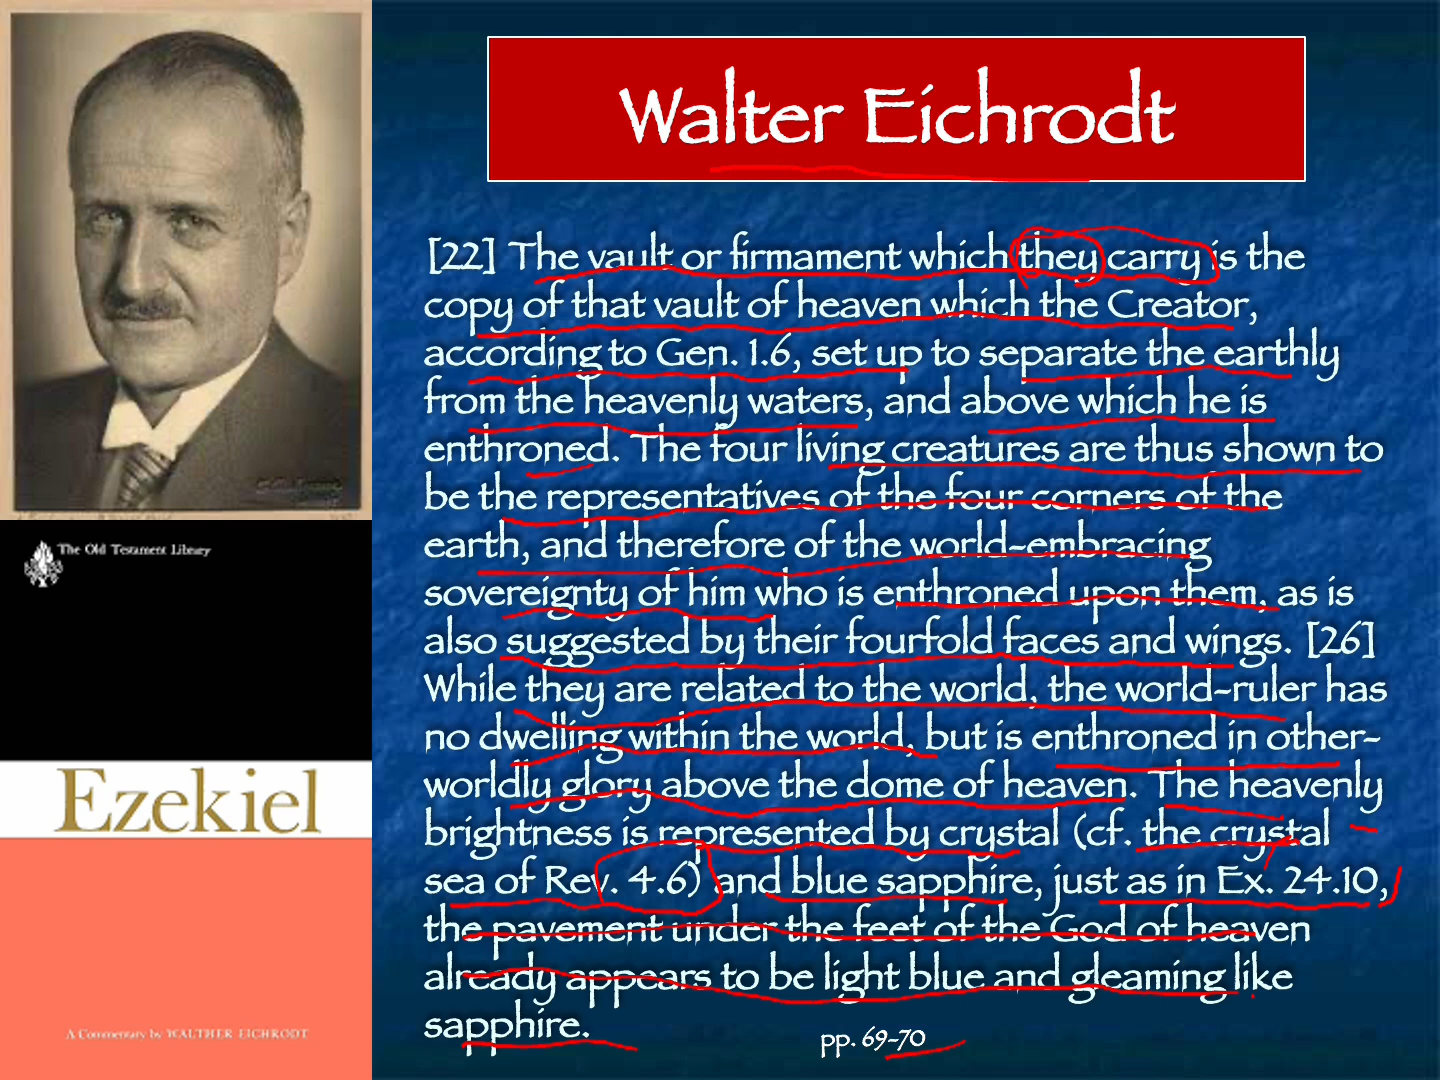 Walter Eichrodt
[22] The vault or firmament which they carry is the
copy of that vault of heaven which the Creator,
according to Gen. 1.6, set up to separate the earthly
from the heavenly waters, and above which he is
enthroned. The four living creatures are thus shown to
be the representatives of the four corners of the
earth, and therefore of the world-embracing
sovereignty of him who is enthroned upon them, as is
also suggested by their fourfold faces and wings. [26]
While they are related to the world, the world-ruler has
no dwelling within the world, but is enthroned in other-
worldly glory above the dome of heaven. The heavenly
brightness is represented by crystal (cf. the crystal
sea of Rev. 4.6) and blue sapphire, just as in Ex. 24.10,
the pavement under the feet of the God of heaven
already appears to be light blue and gleaming like
sapphire.
pp. 69-70
The Old Testament Library
Ezekiel
A Commentary by WALTHER EICHRODT